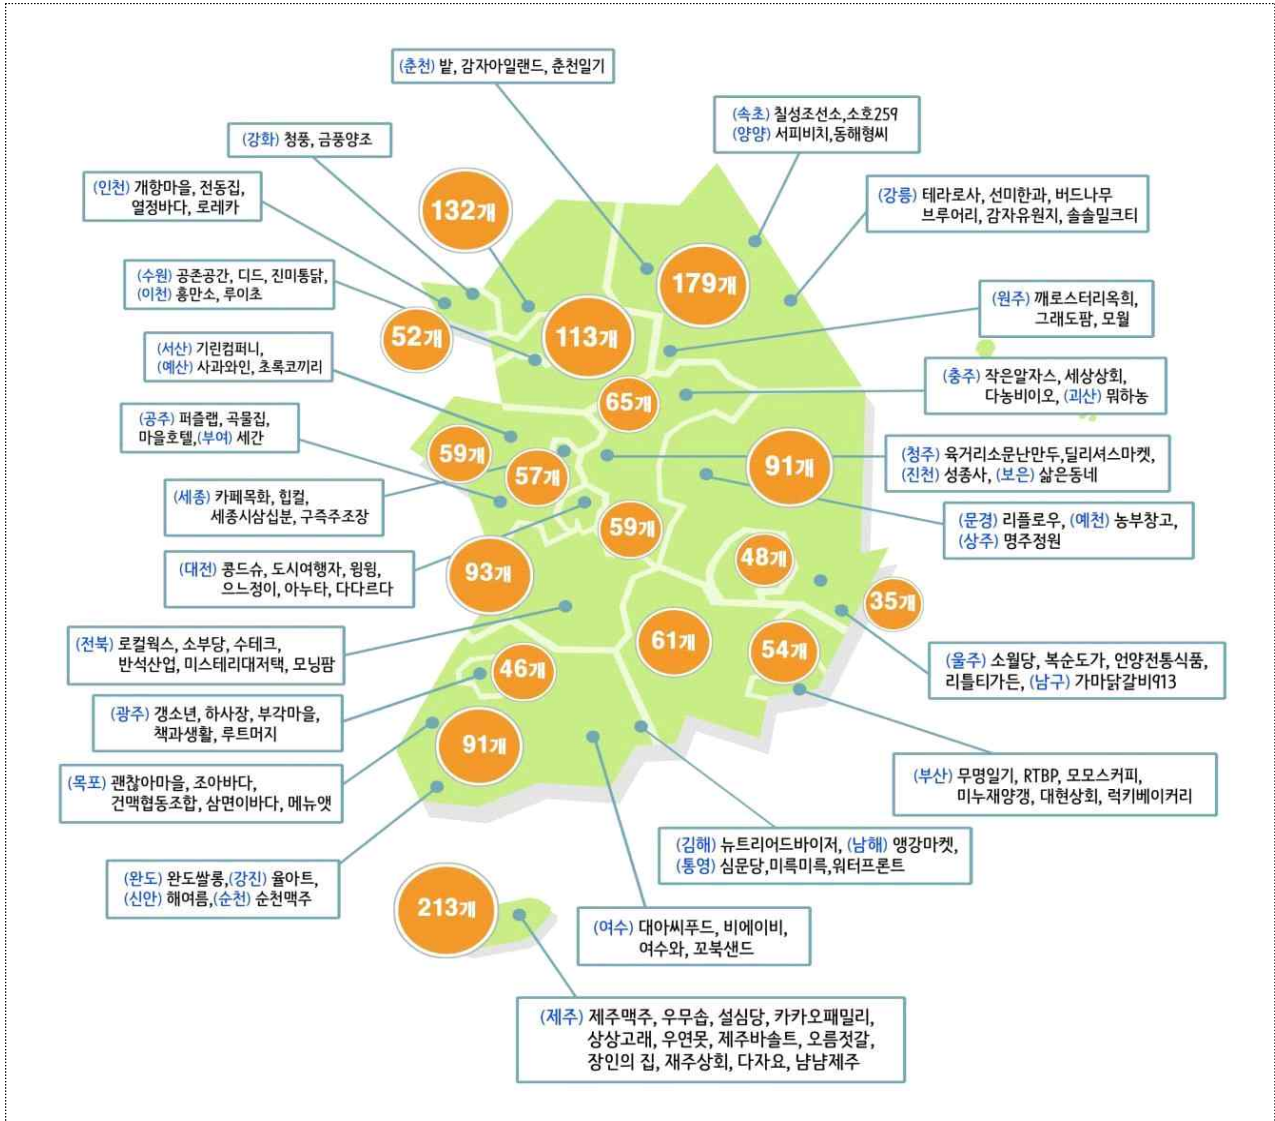 (춘천) 밭, 감자아일랜드, 춘천일기
(속초) 칠성조선소,소호259
(양양) 서피비치,동해형씨
(강화) 청풍, 금풍양조
(인천) 개항마을, 전동집,
열정바다, 로레카
132개
(강릉) 테라로사, 선미한과, 버드나무
브루어리, 감자유원지, 솔솔밀크티
179개
(수원) 공존공간, 디드, 진미통닭,
(이천) 흥만소, 루이초
52개
113개
(원주) 깨로스터리옥희,
그래도팜, 모월
(서산) 기린컴퍼니,
(예산) 사과와인, 초록코끼리
65개
(충주) 작은알자스, 세상상회,
다농비이오, (괴산) 뭐하농
(공주) 퍼즐랩, 곡물집,
마을호텔,(부여) 세간
59개
57개
91개
(청주) 육거리소문난만두,딜리셔스마켓,
(진천) 성종사, (보은) 삶은동네
(세종) 카페목화, 힙컬,
세종시삼십분, 구즉주조장
59개
(문경) 리플로우, (예천) 농부창고,
(상주) 명주정원
(대전) 콩드슈, 도시여행자, 윙윙,
으느정이, 아누타, 다다르다
93개
48개
35개
(전북) 로컬웍스, 소부당, 수테크,
반석산업, 미스테리대저택, 모닝팜
61개
54개
(울주) 소월당, 복순도가, 언양전통식품,
리틀티가든, (남구) 가마닭갈비913
46개
(광주) 갱소년, 하사장, 부각마을,
책과생활, 루트머지
91개
(목포) 괜찮아마을, 조아바다,
건맥협동조합, 삼면이바다, 메뉴앳
(부산) 무명일기, RTBP, 모모스커피,
미누재양갱, 대현상회, 럭키베이커리
(김해) 뉴트리어드바이저, (남해) 앵강마켓,
(통영) 심문당,미륵미륵,워터프론트
(완도) 완도쌀롱,(강진) 율아트,
(신안) 해여름,(순천) 순천맥주
213개
(여수) 대아씨푸드, 비에이비,
여수와, 꼬북샌드
(제주) 제주맥주, 우무솝, 설심당, 카카오패밀리,
상상고래, 우연못, 제주바솔트, 오름젓갈,
장인의 집, 재주상회, 다자요, 냠냠제주